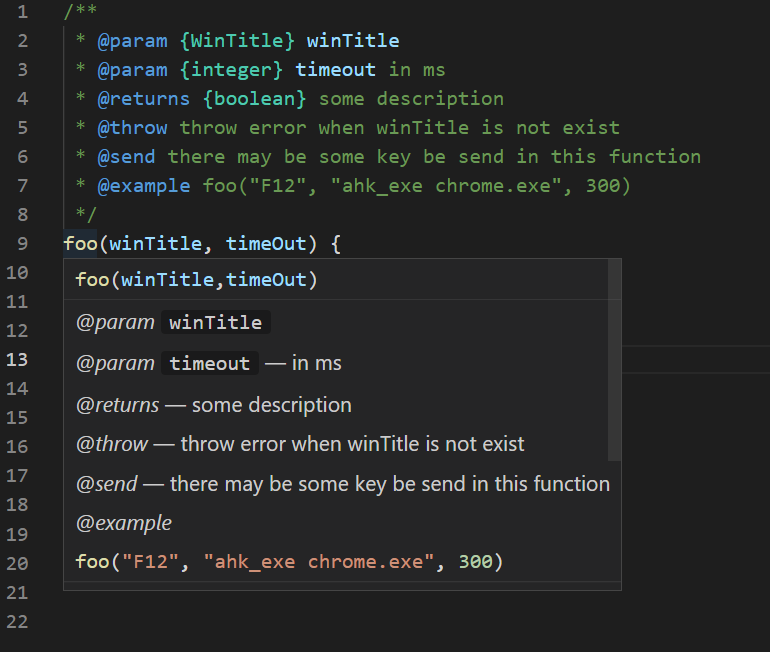 1 /**
2 * @param {WinTitle} winTitle
3 * @param {integer} timeout in ms
4 * @returns {boolean} some description
5 * @throw throw error when winTitle is not exist
6 * @send there may be some key be send in this function
7 * @example foo("F12", "ahk_exe chrome.exe", 300)
8 */
9 foo(winTitle, timeOut) {
10 foo(winTitle,timeOut)
11
12 @param winTitle
13 @param timeout — in ms
14
15 @returns — some description
16 @throw — throw error when winTitle is not exist
17 @send — there may be some key be send in this function
18
19 @example
20 foo("F12", "ahk_exe chrome.exe", 300)
21
22